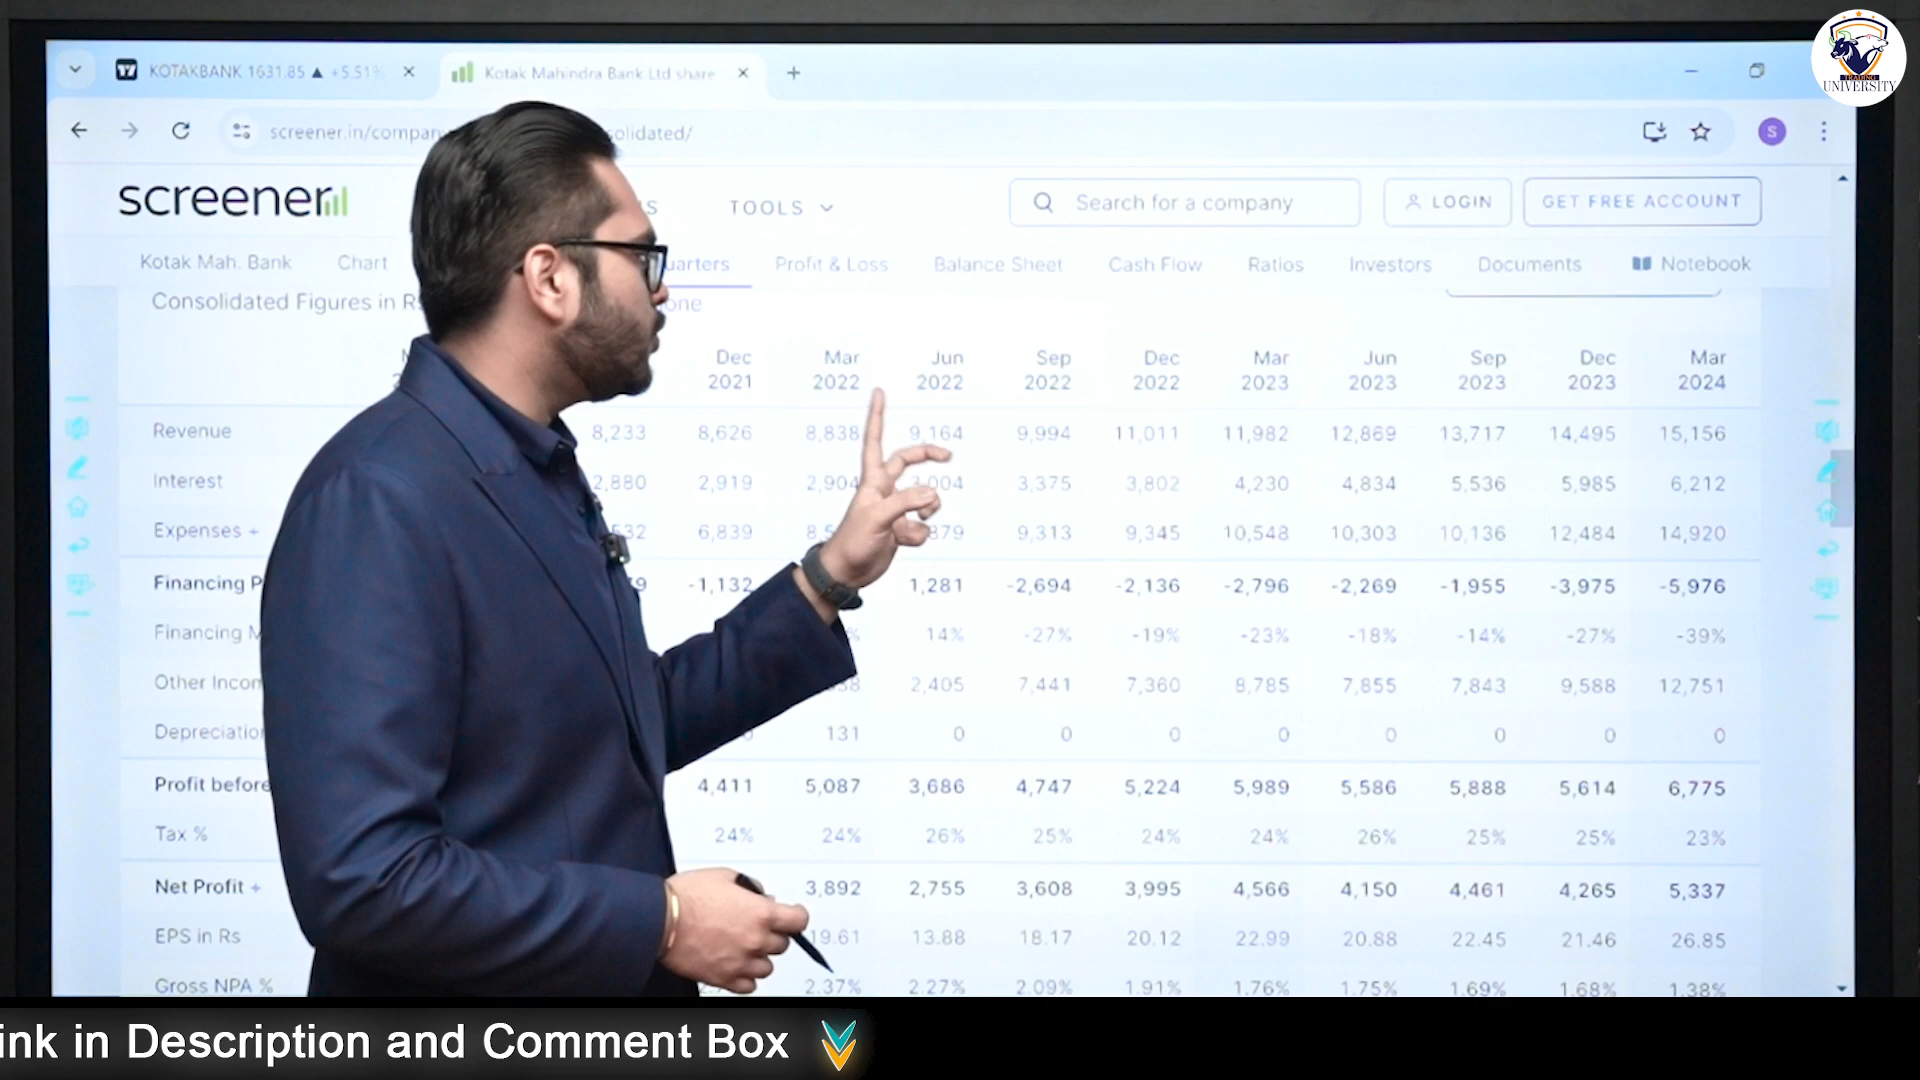 KOTAKBANK 1631.85 ▲ +5.51%
Kotak Mahindra Bank Ltd share
TRADING
UNIVERSITY
S
screener
TOOLS
Search for a company
LOGIN
GET FREE ACCOUNT
Kotak Mah. Bank Chart Profit & Loss Balance Sheet Cash Flow Ratios Investors Documents Notebook
Consolidated Figures in
Dec Mar Jun Sep Dec Mar Jun Sep Dec Mar
2021 2022 2022 2022 2022 2023 2023 2023 2023 2024
Revenue 8,233 8,626 8,838 9,164 9,994 11,011 11,982 12,869 13,717 14,495 15,156
Interest 2,880 2,919 2,904 3,375 3,802 4,230 4,834 5,536 5,985 6,212
Expenses + 6,839 9,313 9,345 10,548 10,303 10,136 12,484 14,920
Financing -1,132 1,281 -2,694 -2,136 -2,796 -2,269 -1,955 -3,975 -5,976
Financing 14% -27% -19% -23% -18% -14% -27% -39%
Other 2,405 7,441 7,360 8,785 7,855 7,843 9,588 12,751
Depreciation 131 0 0 0 0 0 0 0 0
Profit before 4,411 5,087 3,686 4,747 5,224 5,989 5,586 5,888 5,614 6,775
Tax % 24% 24% 26% 25% 24% 24% 26% 25% 25% 23%
Net Profit + 3,892 2,755 3,608 3,995 4,566 4,150 4,461 4,265 5,337
EPS in Rs 19.61 13.88 18.17 20.12 22.99 20.88 22.45 21.46 26.85
Gross NPA % 2.37% 2.27% 2.09% 1.91% 1.76% 1.75% 1.69% 1.68% 1.38%
in Description and Comment Box